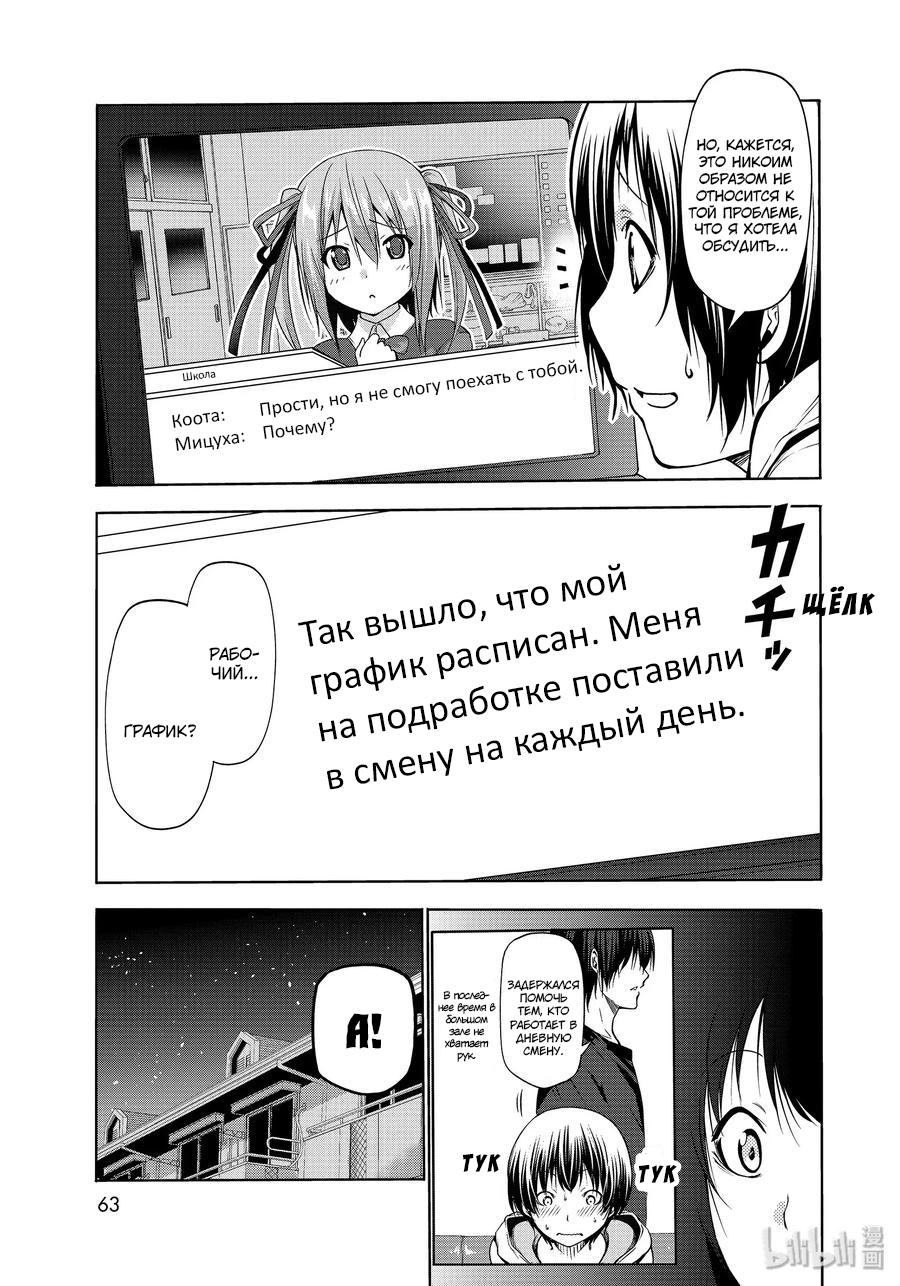 НО, КАЖЕТСЯ,
ЭТО НИКОИМ
ОБРАЗОМ НЕ
ОТНОСИТСЯ К
ТОЙ ПРОБЛЕМЕ,
ЧТО Я ХОТЕЛА
ОБСУДИТЬ...
Школа
Коота: Прости, но я не смогу поехать с тобой.
Мицуха: Почему?
カチッ
ЩЁЛК
Так вышло, что мой
график расписан. Меня
на подработке поставили
в смену на каждый день.
РАБО-
ЧИЙ...
ГРАФИК?
ЗАДЕРЖАЛСЯ
ПОМОЧЬ
ТЕМ, КТО
РАБОТАЕТ В
ДНЕВНУЮ
СМЕНУ.
В послед-
нее время в
большом
зале не
хватает
рук.
ТУК
ТУК
А!
63
bilibili漫画